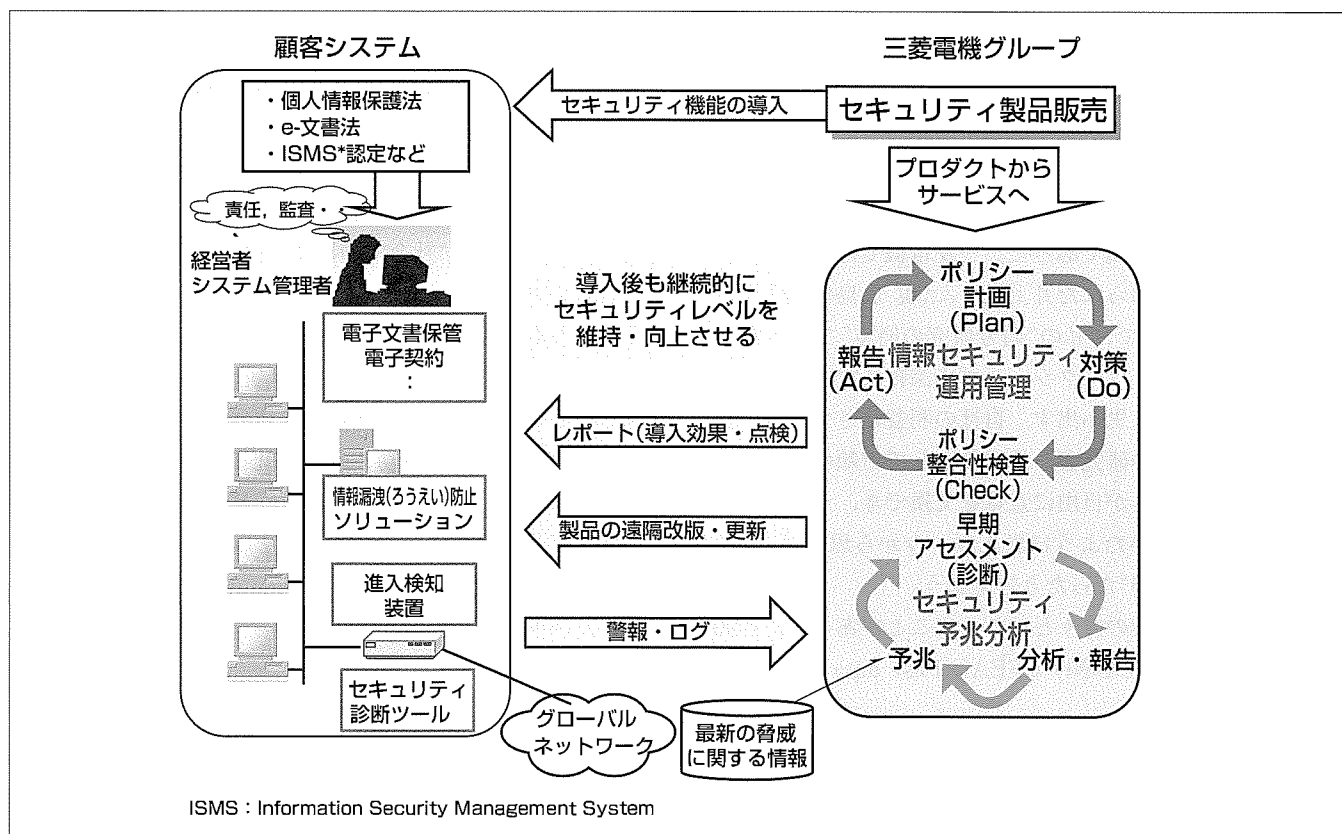 顧客システム
三菱電機グループ
・個人情報保護法
・e-文書法
・ISMS*認定など
セキュリティ機能の導入
セキュリティ製品販売
プロダクトから
サービスへ
責任，監査・・
、
経営者
システム管理者
導入後も継続的に
セキュリティレベルを
維持・向上させる
電子文書保管
電子契約
：
ポリシー
計画
(Plan)
報告
(Act)
情報セキュリティ
運用管理
対策
(Do)
ポリシー
整合性検査
(Check)
レポート(導入効果・点検)
情報漏洩(ろうえい)防止
ソリューション
製品の遠隔改版・更新
早期
アセスメント
(診断)
セキュリティ
予兆分析
予兆
分析・報告
進入検知
装置
警報・ログ
セキュリティ
診断ツール
グローバル
ネットワーク
最新の脅威
に関する情報
ISMS：Information Security Management System